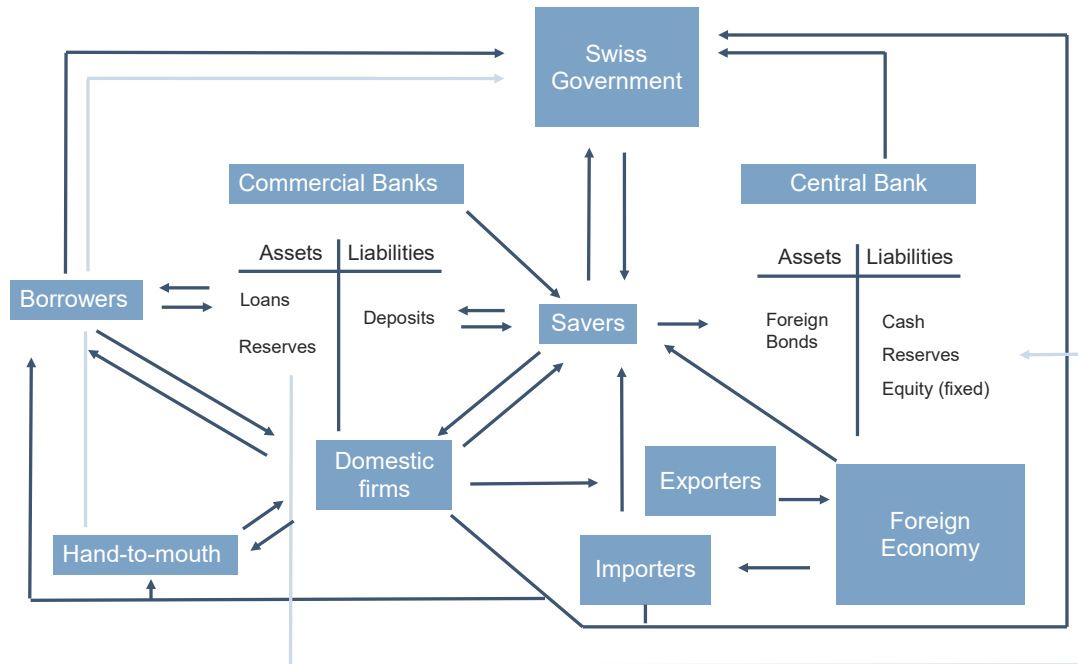 Swiss
Government
Commercial Banks
Central Bank
Assets
Liabilities
Assets
Liabilities
Borrowers
Loans
Deposits
Savers
Foreign
Bonds
Cash
Reserves
Reserves
Equity (fixed)
Domestic
firms
Exporters
Foreign
Economy
Hand-to-mouth
Importers